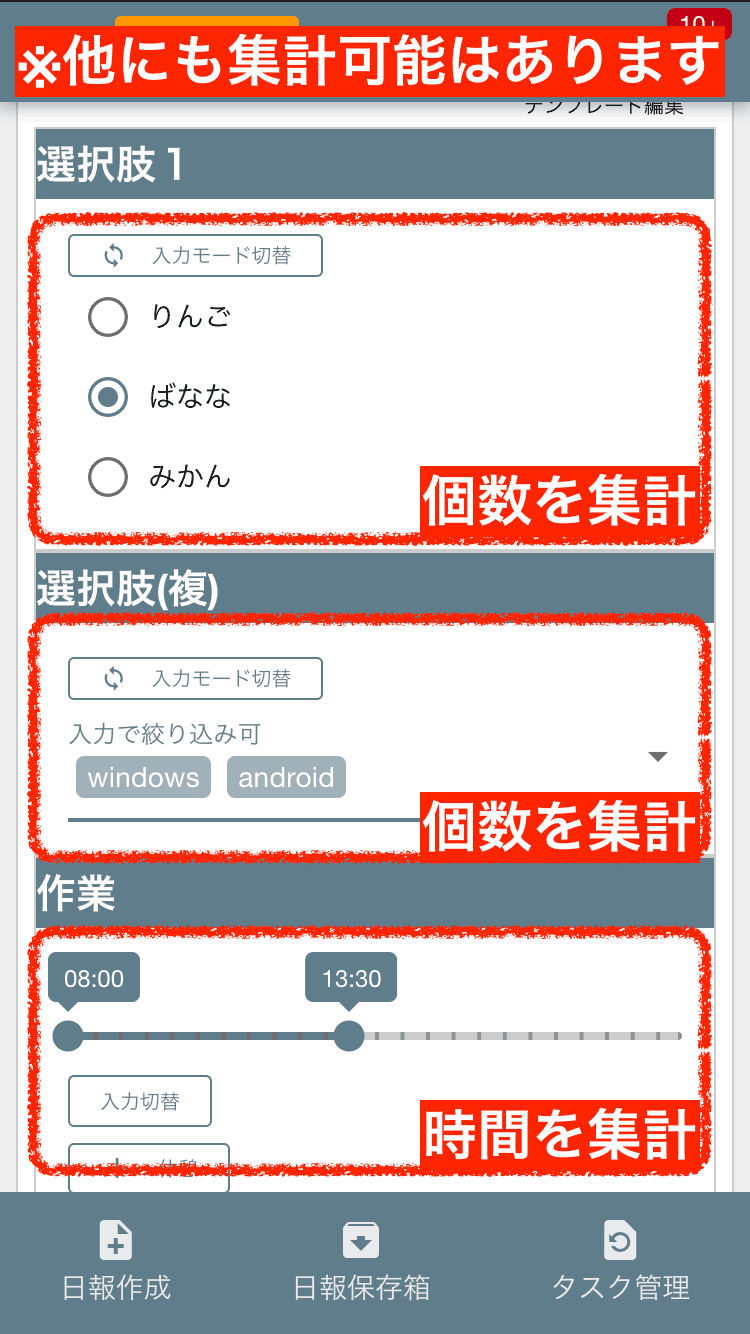 10+
※他にも集計可能はあります
テンプレート編集
選択肢１
入力モード切替
りんご
ばなな
みかん
個数を集計
選択肢(複)
入力モード切替
入力で絞り込み可
windows android
個数を集計
作業
08:00 13:30
入力切替
時間を集計
休憩
日報作成 日報保存箱 タスク管理